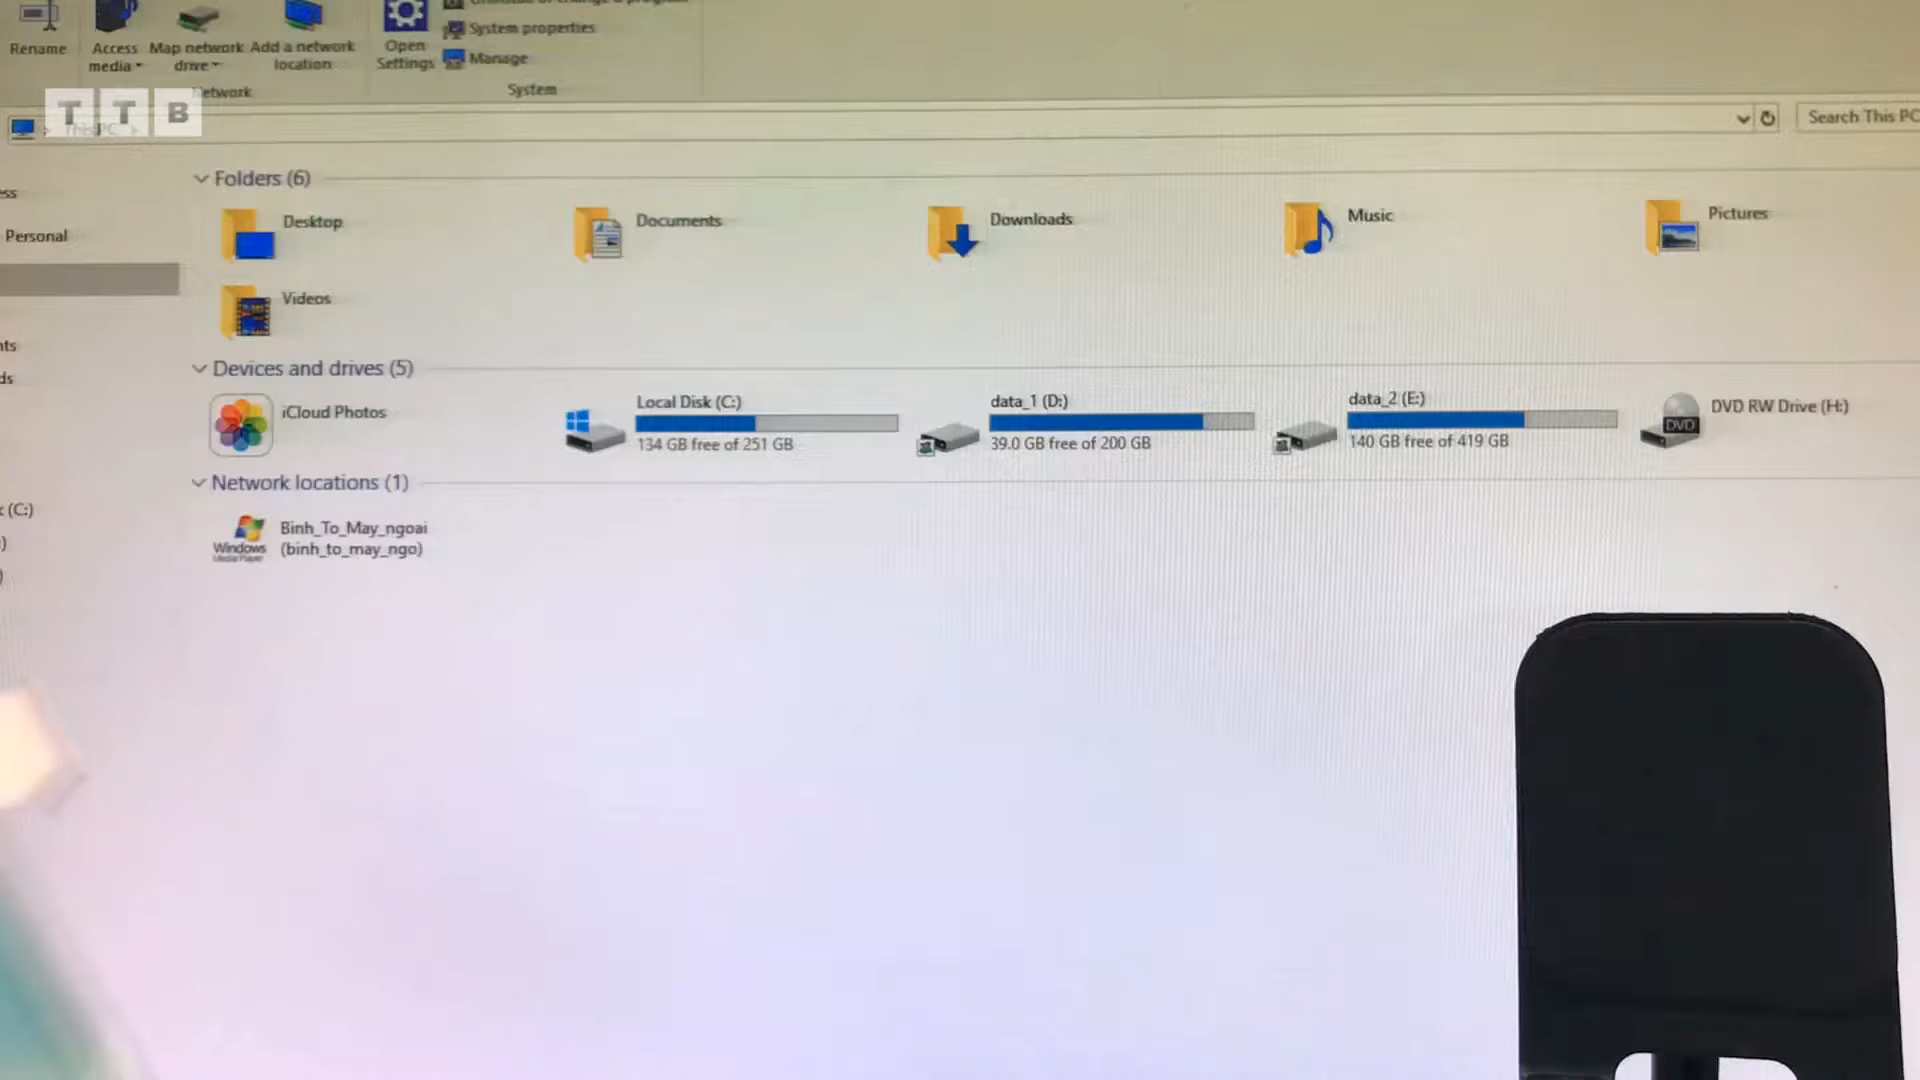 Rename
Access media
Map network drive
Add a network location
Open Settings
System properties
Manage
Network
System
TTB
This PC
Search This PC
Personal
Folders (6)
Desktop
Documents
Downloads
Music
Pictures
Videos
Devices and drives (5)
iCloud Photos
Local Disk (C:)
134 GB free of 251 GB
data_1 (D:)
39.0 GB free of 200 GB
data_2 (E:)
140 GB free of 419 GB
DVD RW Drive (H:)
DVD
Network locations (1)
Windows
Media Player
Binh_To_May_ngoai
(binh_to_may_ngo)
(C:)